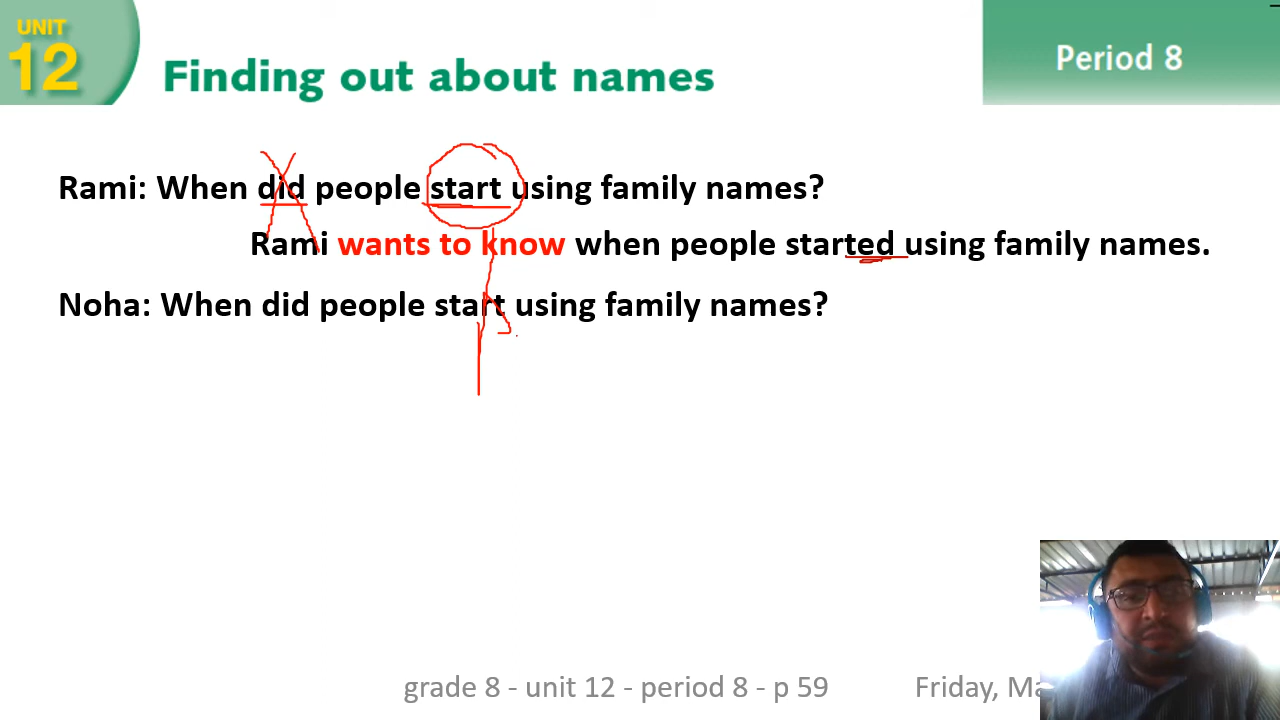 UNIT
12
Finding out about names
Period 8
Rami: When did people start using family names?
Rami wants to know when people started using family names.
Noha: When did people start using family names?
grade 8 - unit 12 - period 8 - p 59
Friday,